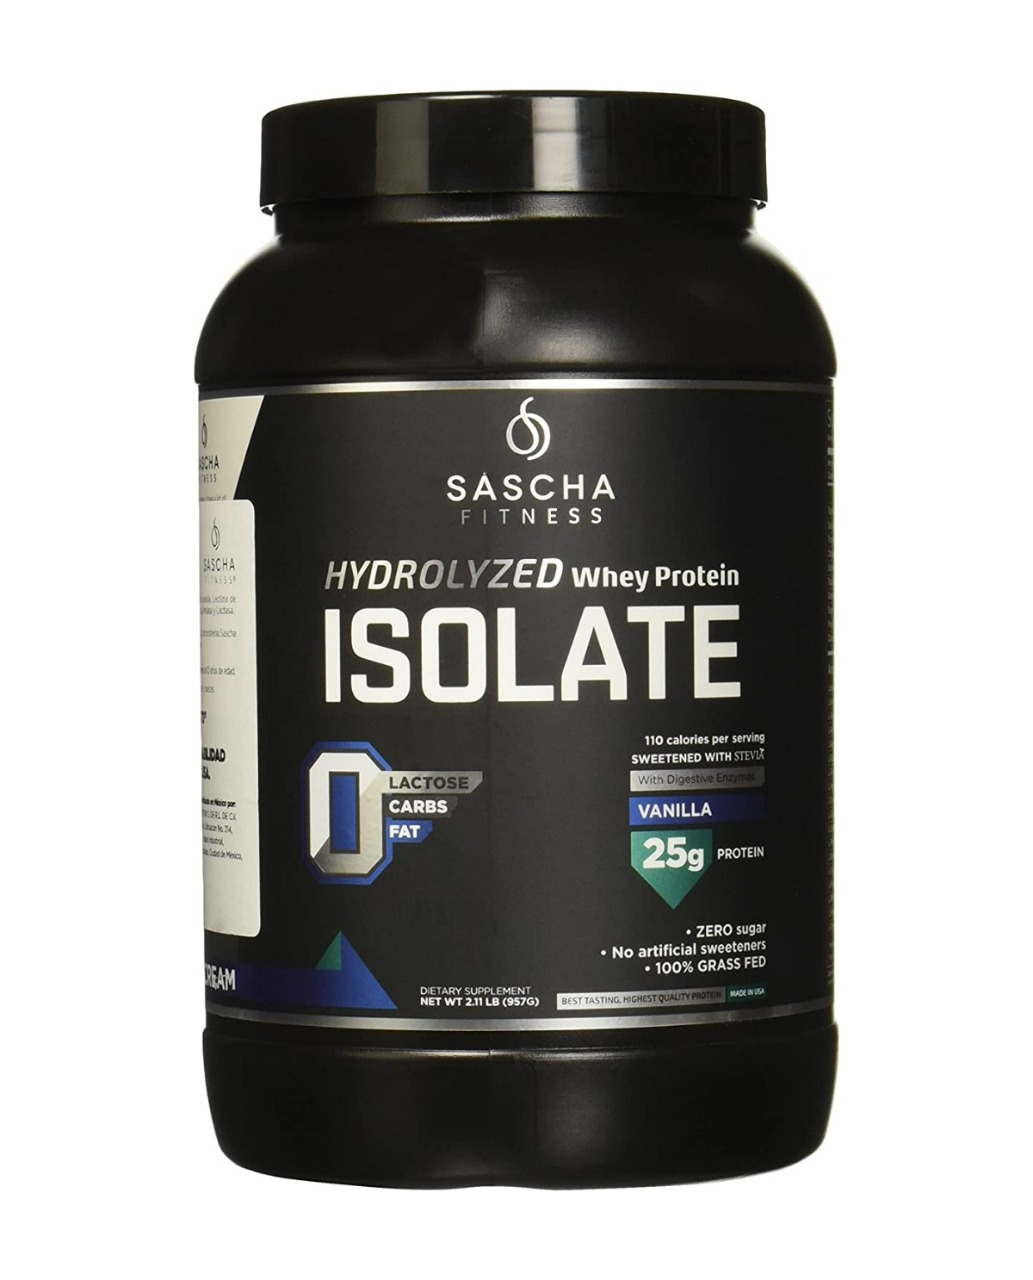 SASCHA
FITNESS
HYDROLYZED Whey Protein
ISOLATE
110 calories per serving
SWEETENED WITH STEVIA
With Digestive Enzymes
VANILLA
25g PROTEIN
0
LACTOSE
CARBS
FAT
• ZERO sugar
• No artificial sweeteners
• 100% GRASS FED
DIETARY SUPPLEMENT
NET WT 2.11 LB (957G)
BEST TASTING, HIGHEST QUALITY PROTEIN
MADE IN USA
SASCHA
FITNESS
CREAM